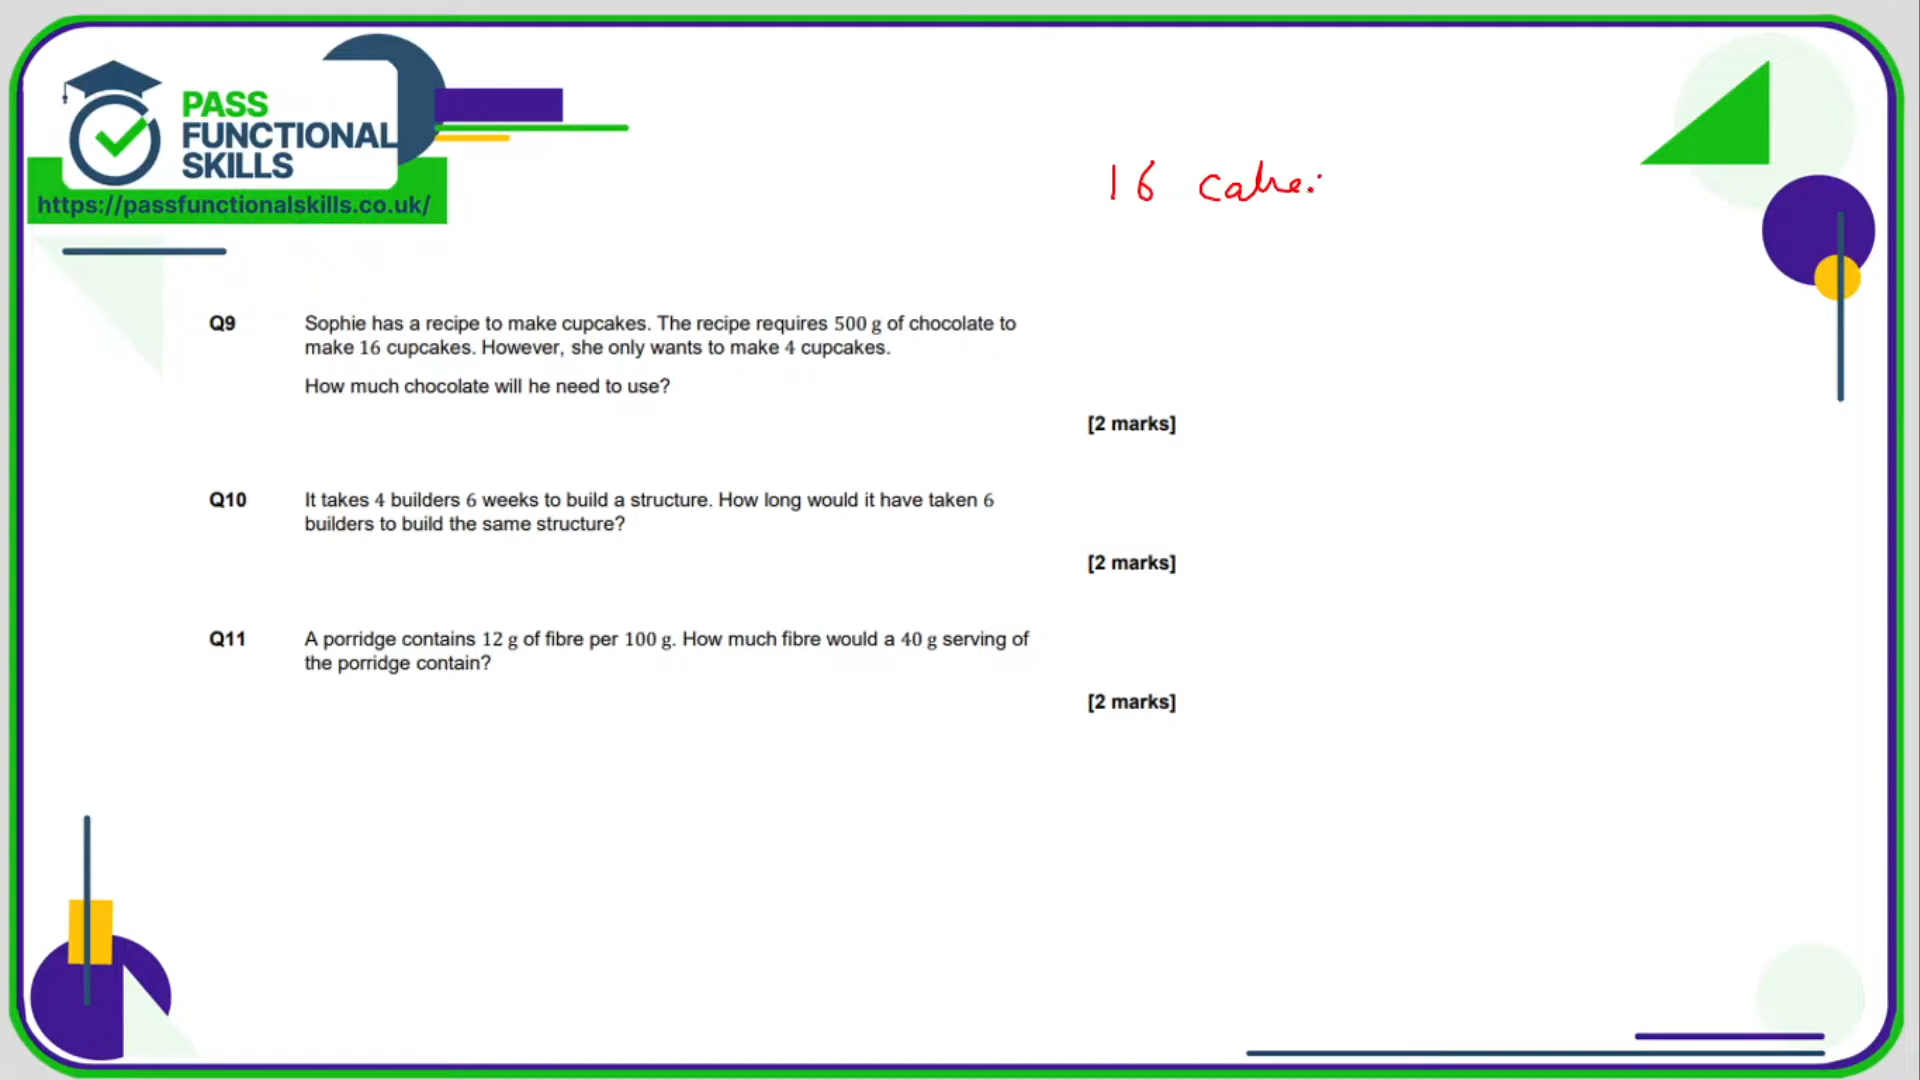 PASS
FUNCTIONAL
SKILLS
https://passfunctionalskills.co.uk/
16 cake
Q9 Sophie has a recipe to make cupcakes. The recipe requires 500 g of chocolate to
make 16 cupcakes. However, she only wants to make 4 cupcakes.
How much chocolate will he need to use?
[2 marks]
Q10 It takes 4 builders 6 weeks to build a structure. How long would it have taken 6
builders to build the same structure?
[2 marks]
Q11 A porridge contains 12 g of fibre per 100 g. How much fibre would a 40 g serving of
the porridge contain?
[2 marks]